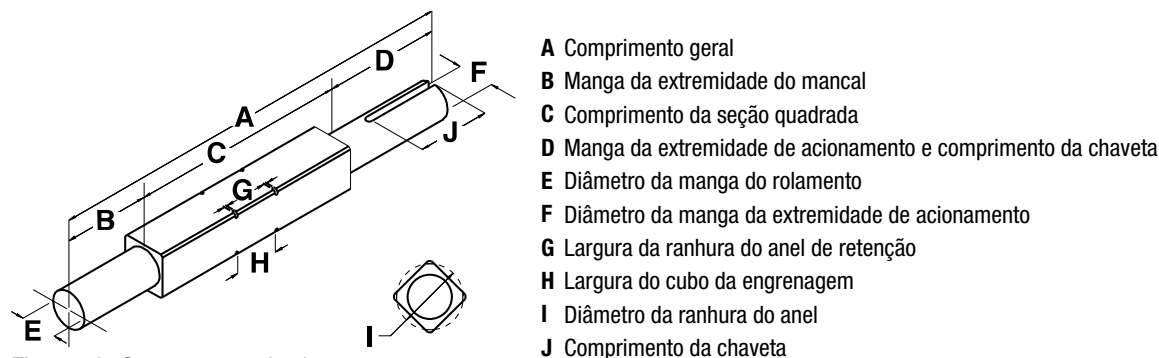 A
B
C
D
E
F
G
H
I
J
A Comprimento geral
B Manga da extremidade do mancal
C Comprimento da seção quadrada
D Manga da extremidade de acionamento e comprimento da chaveta
E Diâmetro da manga do rolamento
F Diâmetro da manga da extremidade de acionamento
G Largura da ranhura do anel de retenção
H Largura do cubo da engrenagem
I Diâmetro da ranhura do anel
J Comprimento da chaveta